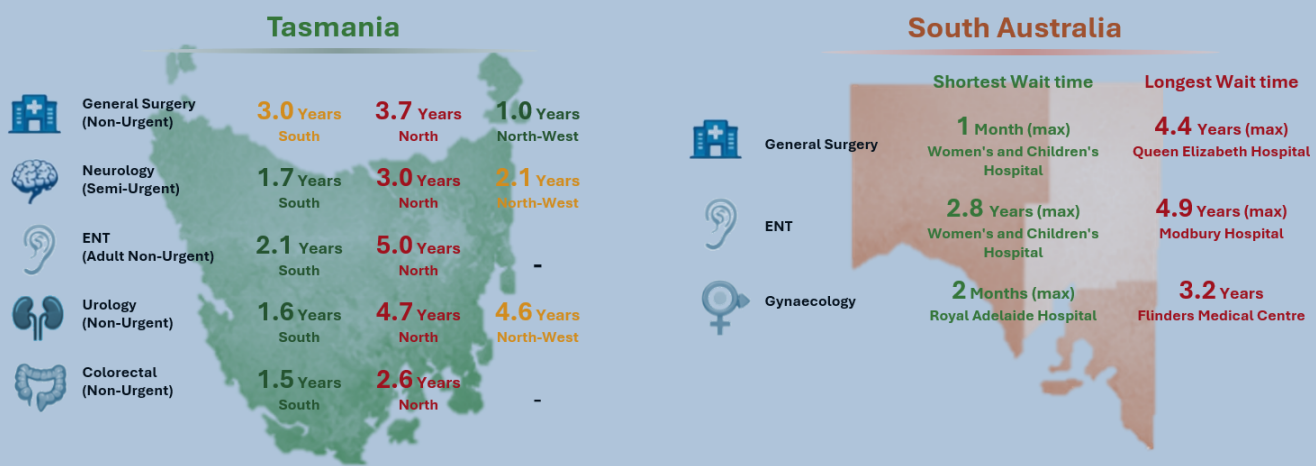 Tasmania
General Surgery
(Non-Urgent)
3.0 Years
South
3.7 Years
North
1.0 Years
North-West
Neurology
(Semi-Urgent)
1.7 Years
South
3.0 Years
North
2.1 Years
North-West
ENT
(Adult Non-Urgent)
2.1 Years
South
5.0 Years
North
-
Urology
(Non-Urgent)
1.6 Years
South
4.7 Years
North
4.6 Years
North-West
Colorectal
(Non-Urgent)
1.5 Years
South
2.6 Years
North
-
South Australia
Shortest Wait time
Longest Wait time
General Surgery
1 Month (max)
Women's and Children's
Hospital
4.4 Years (max)
Queen Elizabeth Hospital
ENT
2.8 Years (max)
Women's and Children's
Hospital
4.9 Years (max)
Modbury Hospital
Gynaecology
2 Months (max)
Royal Adelaide Hospital
3.2 Years
Flinders Medical Centre